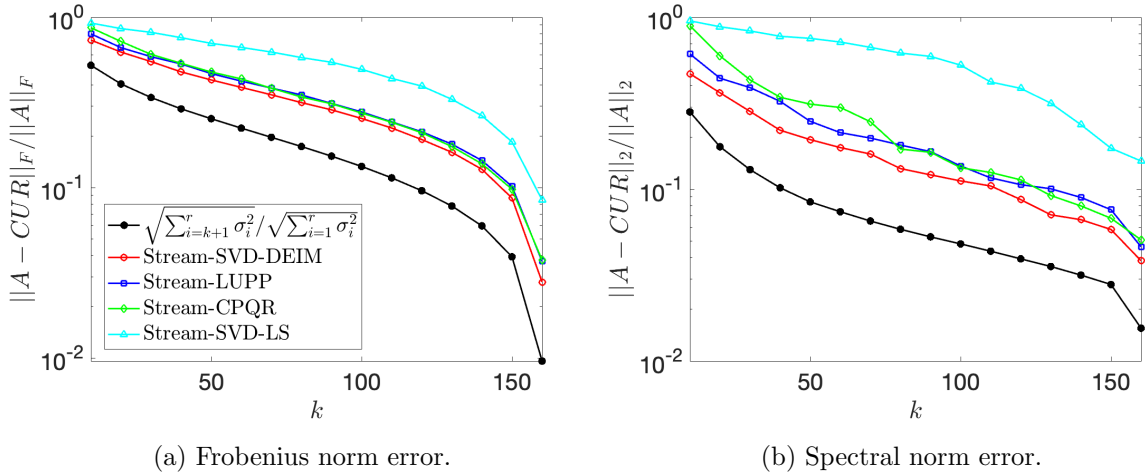 ||A − CUR||_F/||A||_F
10^0
10^{-1}
10^{-2}
50
100
150
k
√(∑_{i=k+1}^r σ_i^2)/√(∑_{i=1}^r σ_i^2)
Stream-SVD-DEIM
Stream-LUPP
Stream-CPQR
Stream-SVD-LS
(a) Frobenius norm error.
||A − CUR||_2/||A||_2
10^0
10^{-1}
10^{-2}
50
100
150
k
(b) Spectral norm error.